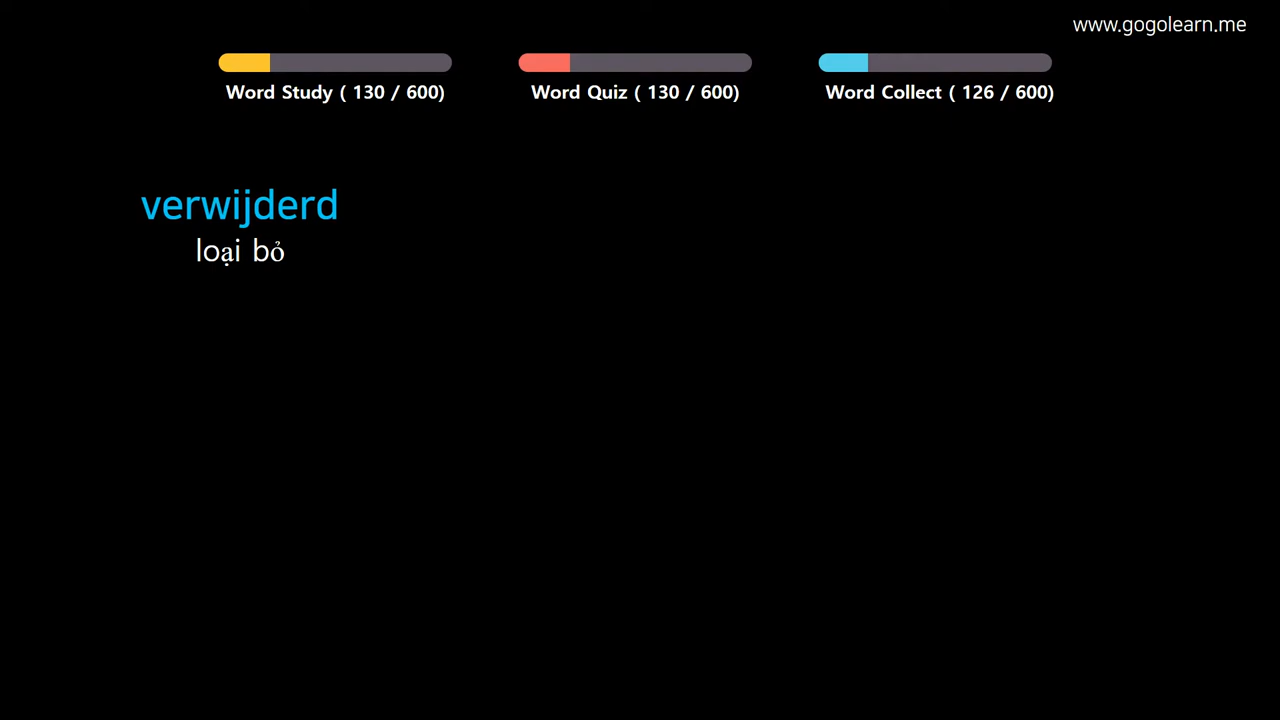 www.gogolearn.me
Word Study ( 130 / 600)
Word Quiz ( 130 / 600)
Word Collect ( 126 / 600)
verwijderd
loại bỏ